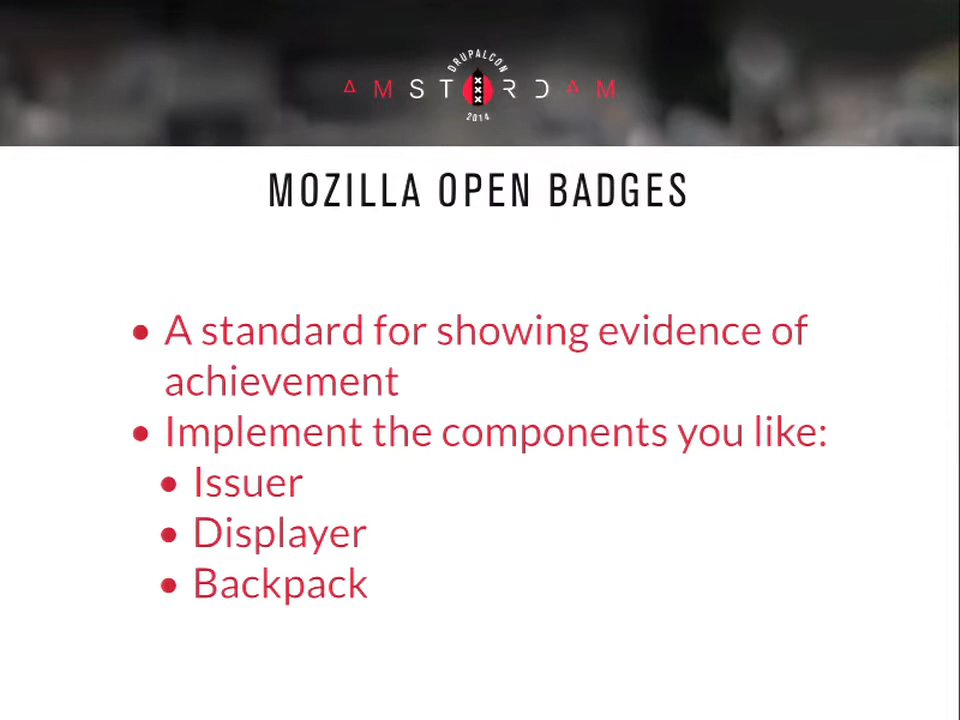 DRUPALCON
AMSTERDAM
2014
MOZILLA OPEN BADGES
• A standard for showing evidence of
achievement
• Implement the components you like:
• Issuer
• Displayer
• Backpack